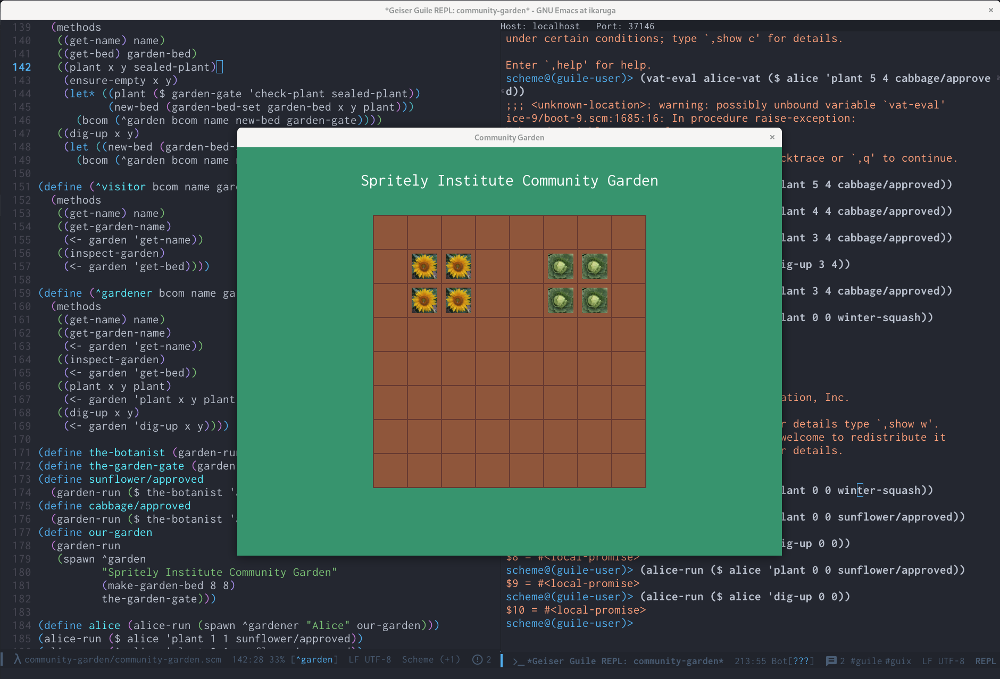 *Geiser Guile REPL: community-garden* - GNU Emacs at ikaruga
139 (methods
140 ((get-name) name)
141 ((get-bed) garden-bed)
142 ((plant x y sealed-plant)
143 (ensure-empty x y)
144 (let* ((plant ($ garden-gate 'check-plant sealed-plant))
145 (new-bed (garden-bed-set garden-bed x y plant)))
146 (bcom (^garden bcom name new-bed garden-gate))))
147 ((dig-up x y)
148 (let ((new-bed (garden-bed-
149 (bcom (^garden bcom name
150
151 (define (^visitor bcom name gar
152 (methods
153 ((get-name) name)
154 ((get-garden-name)
155 (<- garden 'get-name))
156 ((inspect-garden)
157 (<- garden 'get-bed))))
158
159 (define (^gardener bcom name ga
160 (methods
161 ((get-name) name)
162 ((get-garden-name)
163 (<- garden 'get-name))
164 ((inspect-garden)
165 (<- garden 'get-bed))
166 ((plant x y plant)
167 (<- garden 'plant x y plant
168 ((dig-up x y)
169 (<- garden 'dig-up x y))))
170
171 (define the-botanist (garden-ru
172 (define the-garden-gate (garden
173 (define sunflower/approved
174 (garden-run ($ the-botanist '
175 (define cabbage/approved
176 (garden-run ($ the-botanist '
177 (define our-garden
178 (garden-run
179 (spawn ^garden
180 "Spritely Institute Community Garden"
181 (make-garden-bed 8 8)
182 the-garden-gate)))
183
184 (define alice (alice-run (spawn ^gardener "Alice" our-garden)))
185 (alice-run ($ alice 'plant 1 1 sunflower/approved))
λ community-garden/community-garden.scm 142:28 33% [^garden] LF UTF-8 Scheme (+1) 2
Host: localhost Port: 37146
under certain conditions; type `,show c' for details.
Enter `,help' for help.
scheme@(guile-user)> (vat-eval alice-vat ($ alice 'plant 5 4 cabbage/approve
d))
;;; <unknown-location>: warning: possibly unbound variable `vat-eval'
ice-9/boot-9.scm:1685:16: In procedure raise-exception:
cktrace or `,q' to continue.
lant 5 4 cabbage/approved))
lant 4 4 cabbage/approved))
lant 3 4 cabbage/approved))
ig-up 3 4))
lant 3 4 cabbage/approved))
lant 0 0 winter-squash))
ation, Inc.
r details type `,show w'.
welcome to redistribute it
r details.
lant 0 0 winter-squash))
lant 0 0 sunflower/approved))
ig-up 0 0))
$8 = #<local-promise>
scheme@(guile-user)> (alice-run ($ alice 'plant 0 0 sunflower/approved))
$9 = #<local-promise>
scheme@(guile-user)> (alice-run ($ alice 'dig-up 0 0))
$10 = #<local-promise>
scheme@(guile-user)>
>_ *Geiser Guile REPL: community-garden* 213:55 Bot[???] 2 #guile #guix LF UTF-8 REPL
Community Garden
Spritely Institute Community Garden